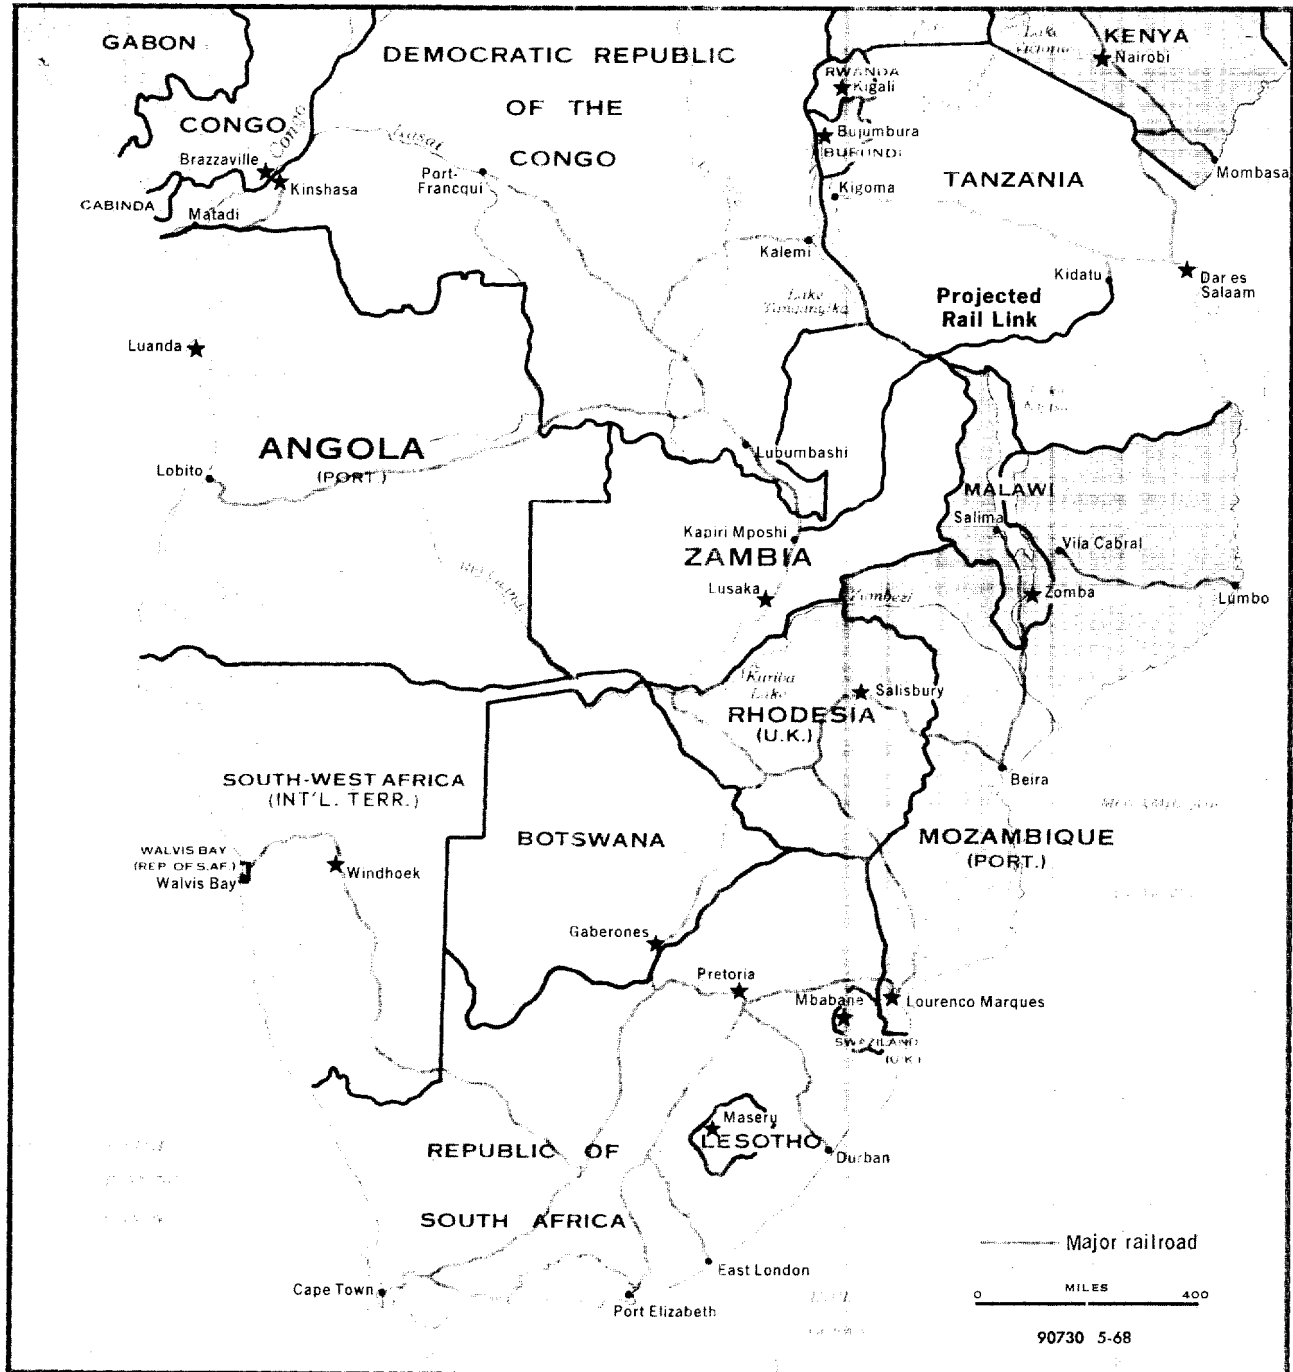 GABON
DEMOCRATIC REPUBLIC
OF THE
CONGO
KENYA
Nairobi
RWANDA
Kigali
CONGO
Congo
Kasai
Brazzaville
Kinshasa
Port-
Francqui
Bujumbura
BURUNDI
Kigoma
TANZANIA
Mombasa
CABINDA
Matadi
Kalemi
Lake
Tanganyika
Kidatu
Dar es
Salaam
Projected
Rail Link
Luanda
ANGOLA
(PORT.)
Lobito
Lubumbashi
MALAWI
Salima
Vila Cabral
Kapiri Mposhi
ZAMBIA
Lusaka
Zambezi
Zomba
Lumbo
Kariba
Lake
Salisbury
RHODESIA
(U.K.)
Beira
SOUTH-WEST AFRICA
(INT'L. TERR.)
BOTSWANA
MOZAMBIQUE
(PORT.)
WALVIS BAY
(REP. OF S.AF.)
Walvis Bay
Windhoek
Gaberones
Pretoria
Mbabane
Lourenco Marques
SWAZILAND
(U.K.)
Maseru
LESOTHO
REPUBLIC OF
Durban
SOUTH AFRICA
Major railroad
East London
Cape Town
Port Elizabeth
MILES
0 400
90730 5-68